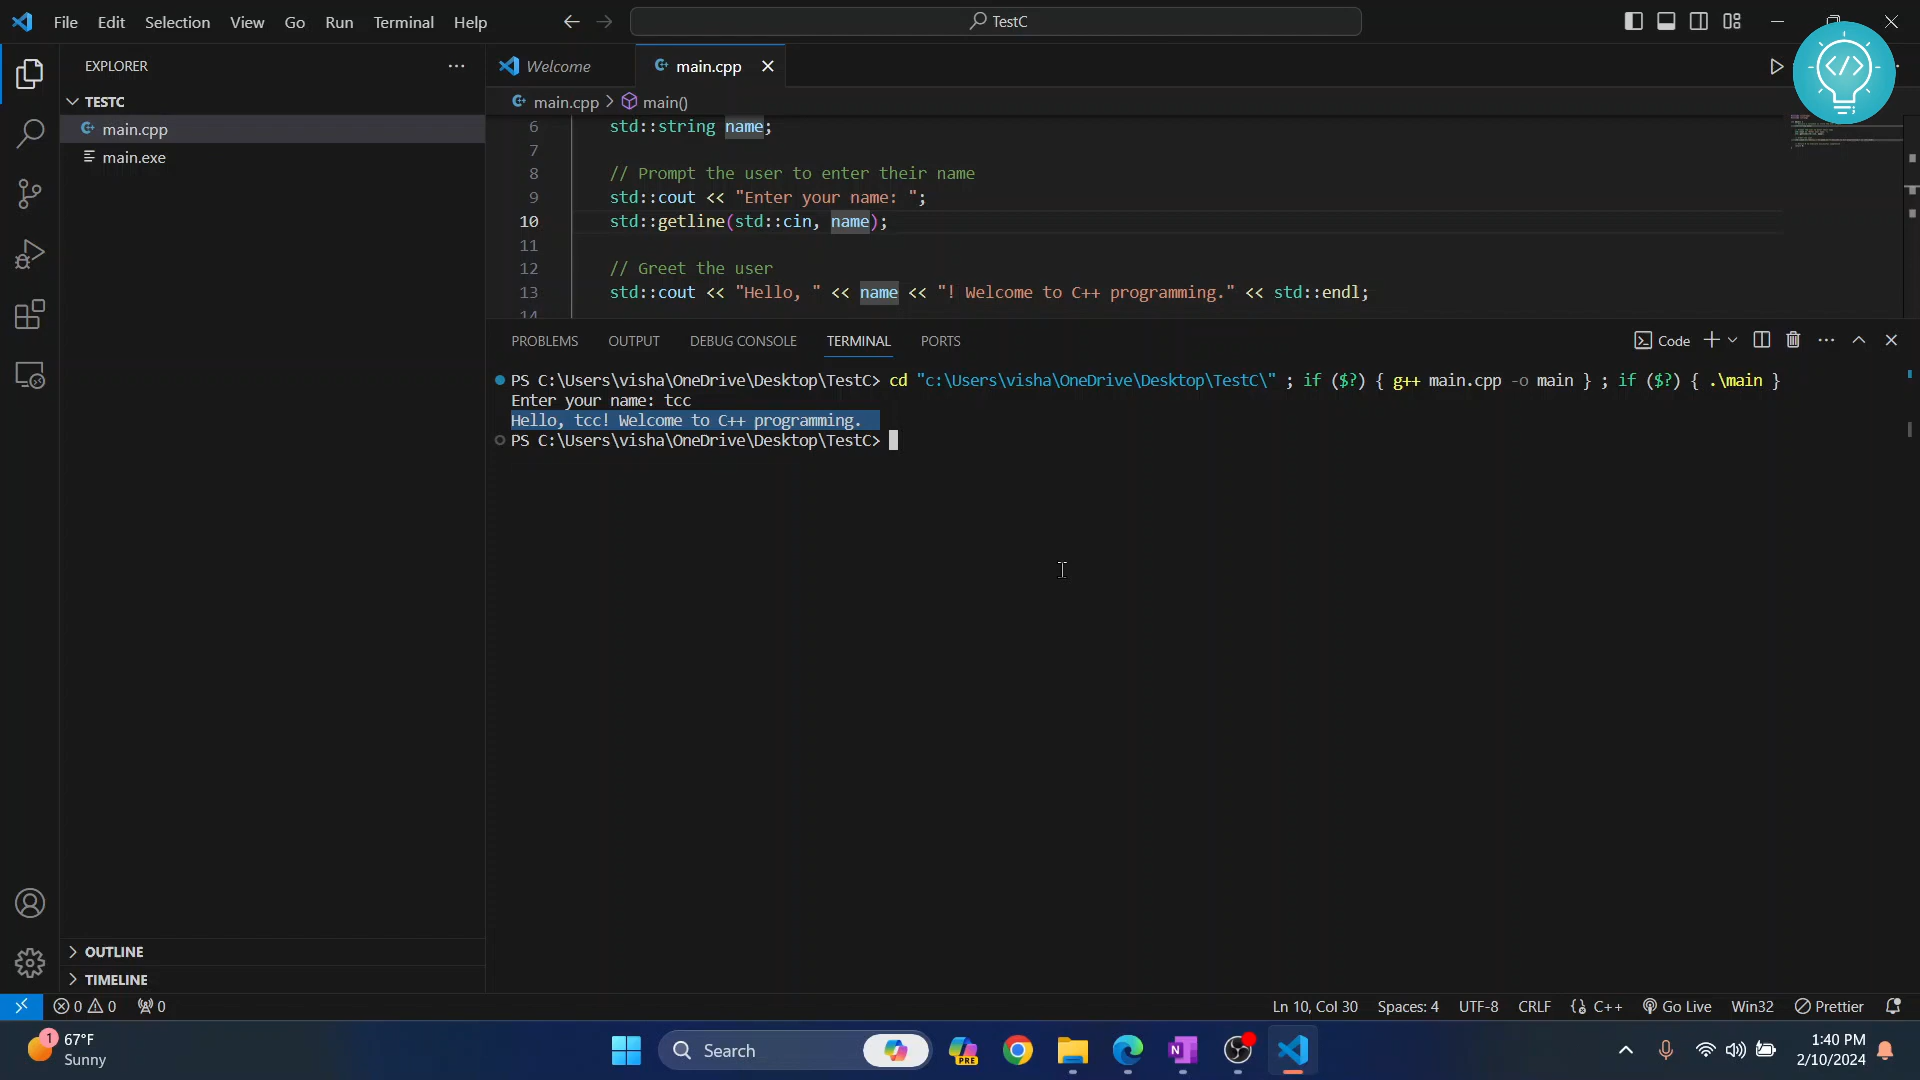 File Edit Selection View Go Run Terminal Help
TestC
EXPLORER
Welcome
main.cpp
TESTC
main.cpp
main.exe
main.cpp > main()
6 std::string name;
7
8 // Prompt the user to enter their name
9 std::cout << "Enter your name: ";
10 std::getline(std::cin, name);
11
12 // Greet the user
13 std::cout << "Hello, " << name << "! Welcome to C++ programming." << std::endl;
14
PROBLEMS OUTPUT DEBUG CONSOLE TERMINAL PORTS
Code
PS C:\Users\visha\OneDrive\Desktop\TestC> cd "c:\Users\visha\OneDrive\Desktop\TestC\" ; if ($?) { g++ main.cpp -o main } ; if ($?) { .\main }
Enter your name: tcc
Hello, tcc! Welcome to C++ programming.
PS C:\Users\visha\OneDrive\Desktop\TestC>
OUTLINE
TIMELINE
0 0 0
Ln 10, Col 30 Spaces: 4 UTF-8 CRLF {} C++ Go Live Win32 Prettier
1
67°F
Sunny
Search
PRE
N
1:40 PM
2/10/2024